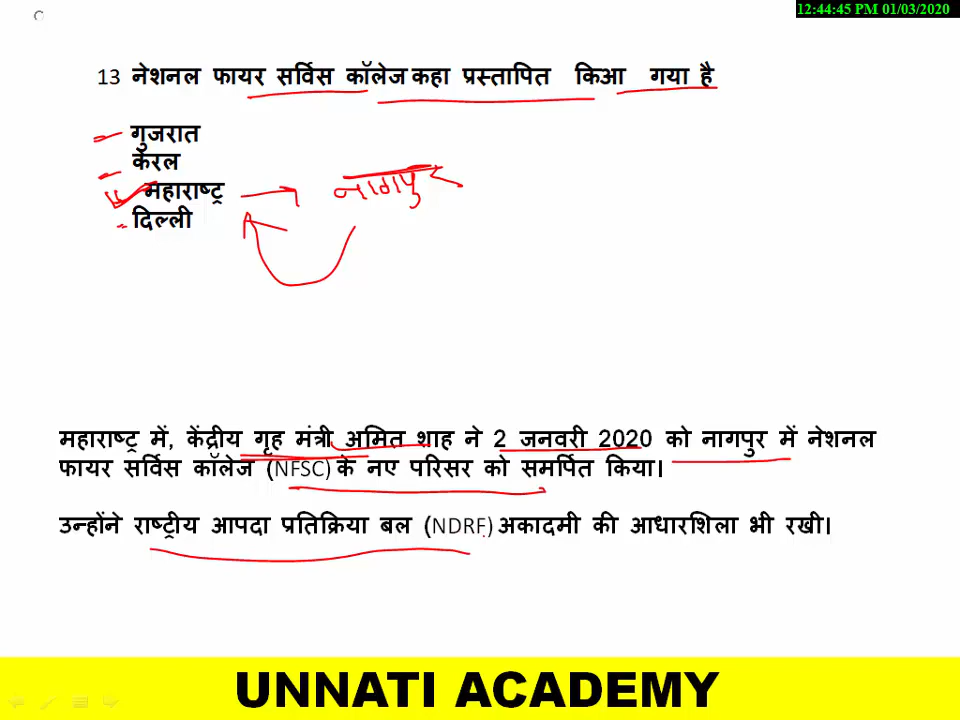 12:44:45 PM 01/03/2020
13 नेशनल फायर सर्विस कॉलेज कहा प्रस्तापित किआ गया है
गुजरात
केरल
महाराष्ट्र
नागपुर
दिल्ली
महाराष्ट्र में, केंद्रीय गृह मंत्री अमित शाह ने 2 जनवरी 2020 को नागपुर में नेशनल
फायर सर्विस कॉलेज (NFSC) के नए परिसर को समर्पित किया।
उन्होंने राष्ट्रीय आपदा प्रतिक्रिया बल (NDRF) अकादमी की आधारशिला भी रखी।
UNNATI ACADEMY